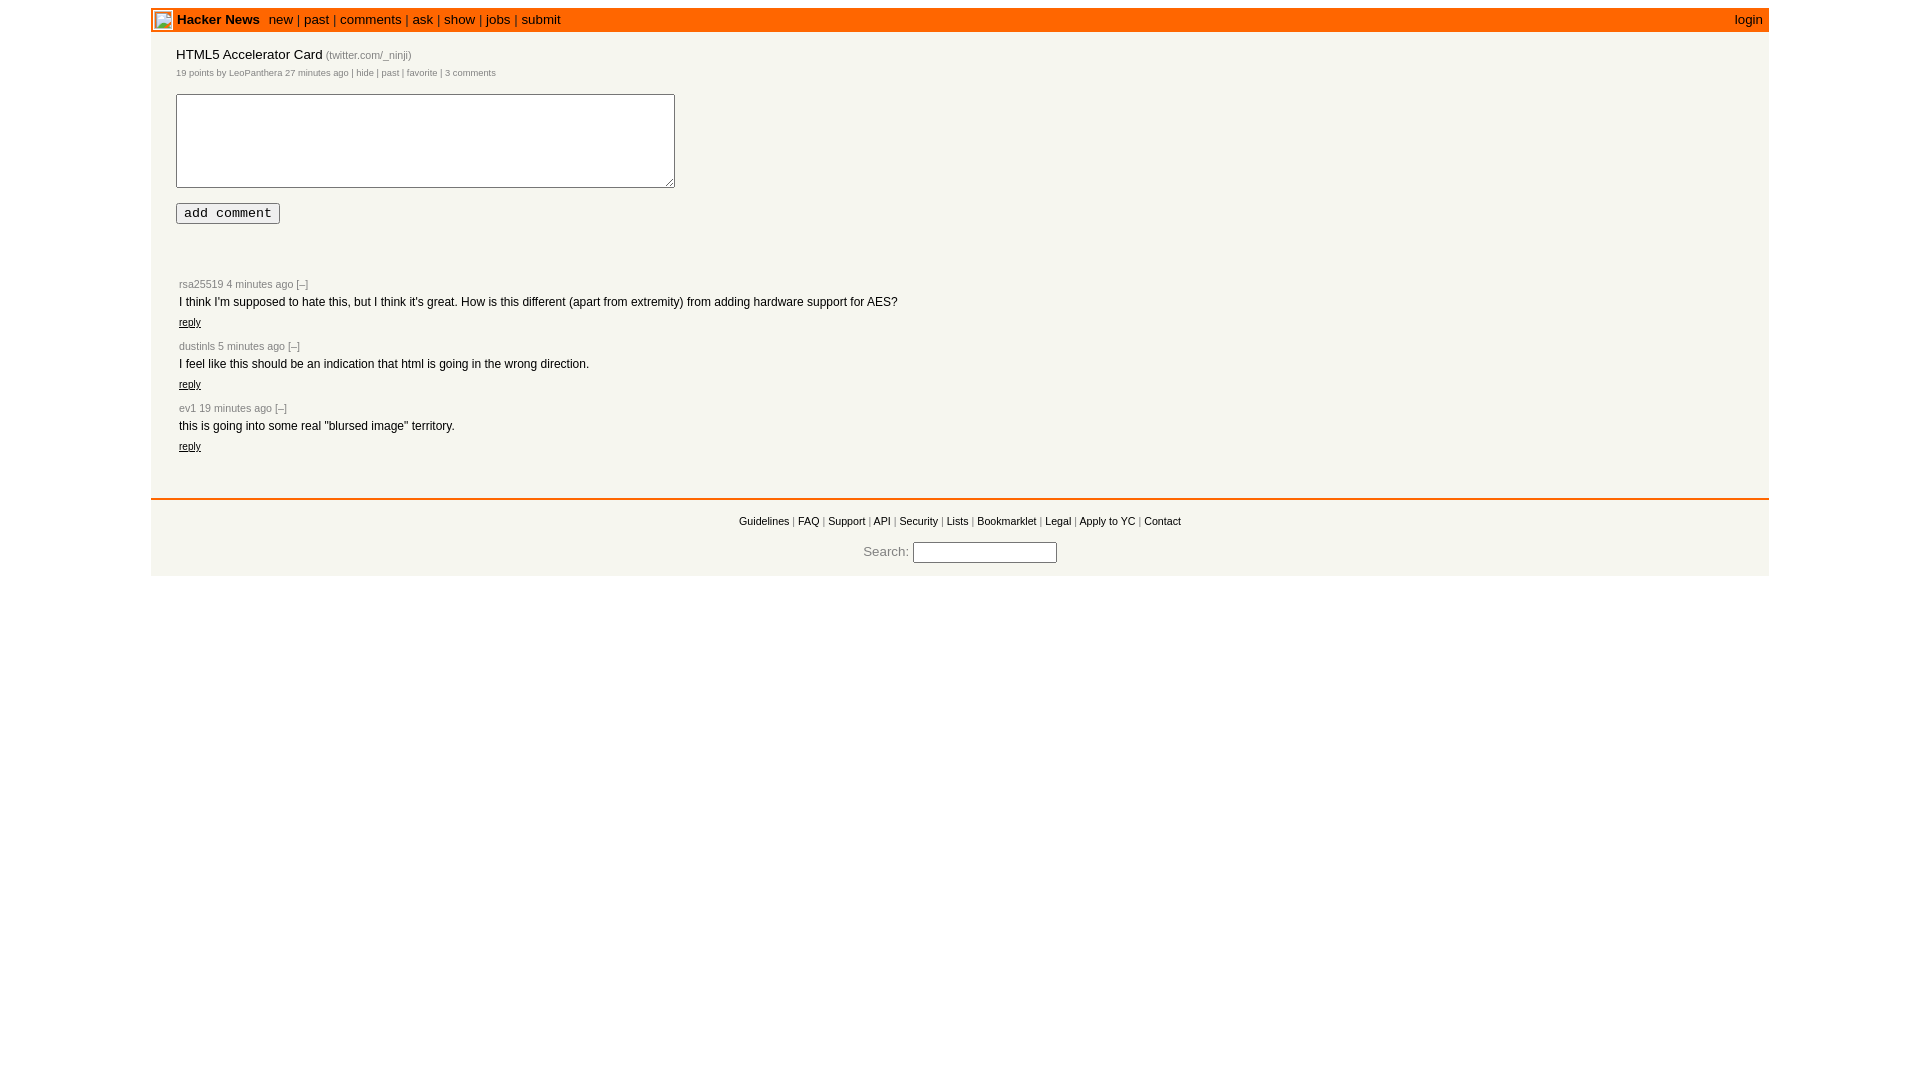 Hacker News new | past | comments | ask | show | jobs | submit login
HTML5 Accelerator Card (twitter.com/_ninji)
19 points by LeoPanthera 27 minutes ago | hide | past | favorite | 3 comments
add comment
rsa25519 4 minutes ago [–]
I think I'm supposed to hate this, but I think it's great. How is this different (apart from extremity) from adding hardware support for AES?
reply
dustinls 5 minutes ago [–]
I feel like this should be an indication that html is going in the wrong direction.
reply
ev1 19 minutes ago [–]
this is going into some real "blursed image" territory.
reply
Guidelines | FAQ | Support | API | Security | Lists | Bookmarklet | Legal | Apply to YC | Contact
Search: